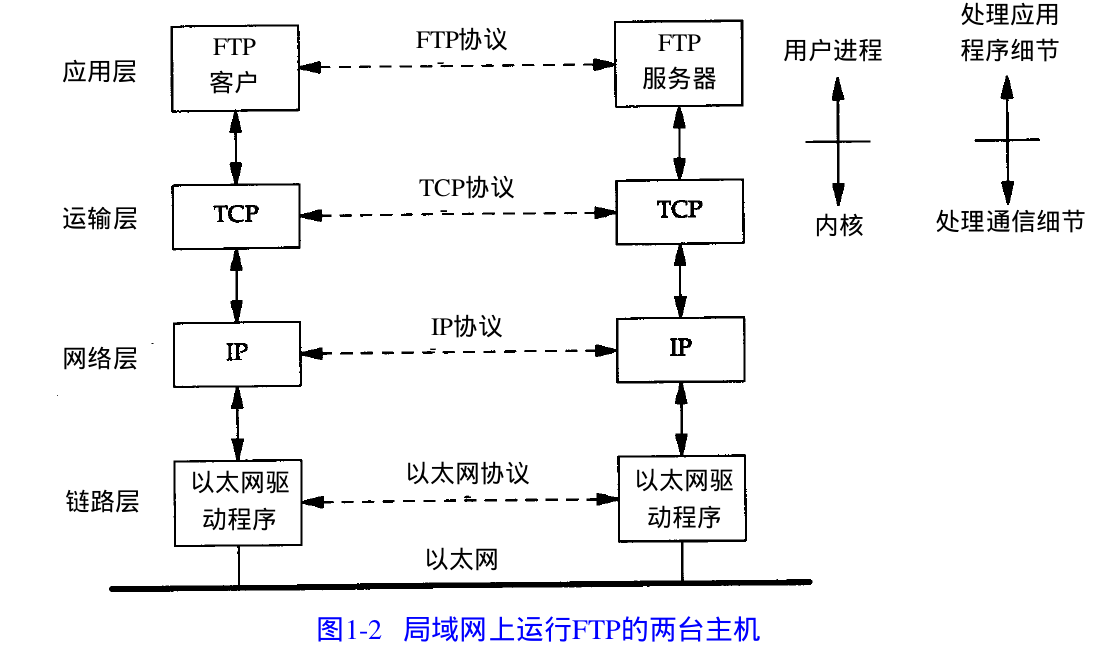 应用层
FTP
客户
FTP协议
FTP
服务器
用户进程
处理应用
程序细节
运输层
TCP
TCP协议
TCP
内核
处理通信细节
网络层
IP
IP协议
IP
链路层
以太网驱
动程序
以太网协议
以太网驱
动程序
以太网
图1-2 局域网上运行FTP的两台主机